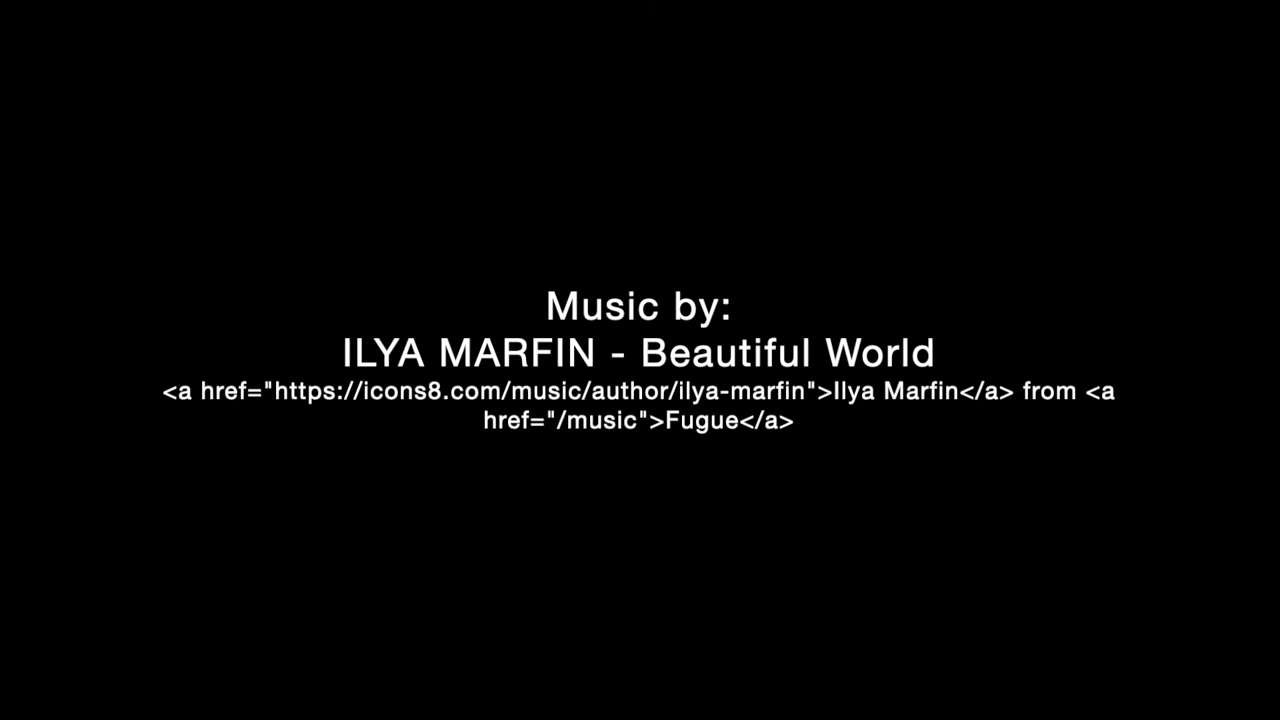 Music by:
ILYA MARFIN - Beautiful World
<a href="https://icons8.com/music/author/ilya-marfin">Ilya Marfin</a> from <a
href="/music">Fugue</a>